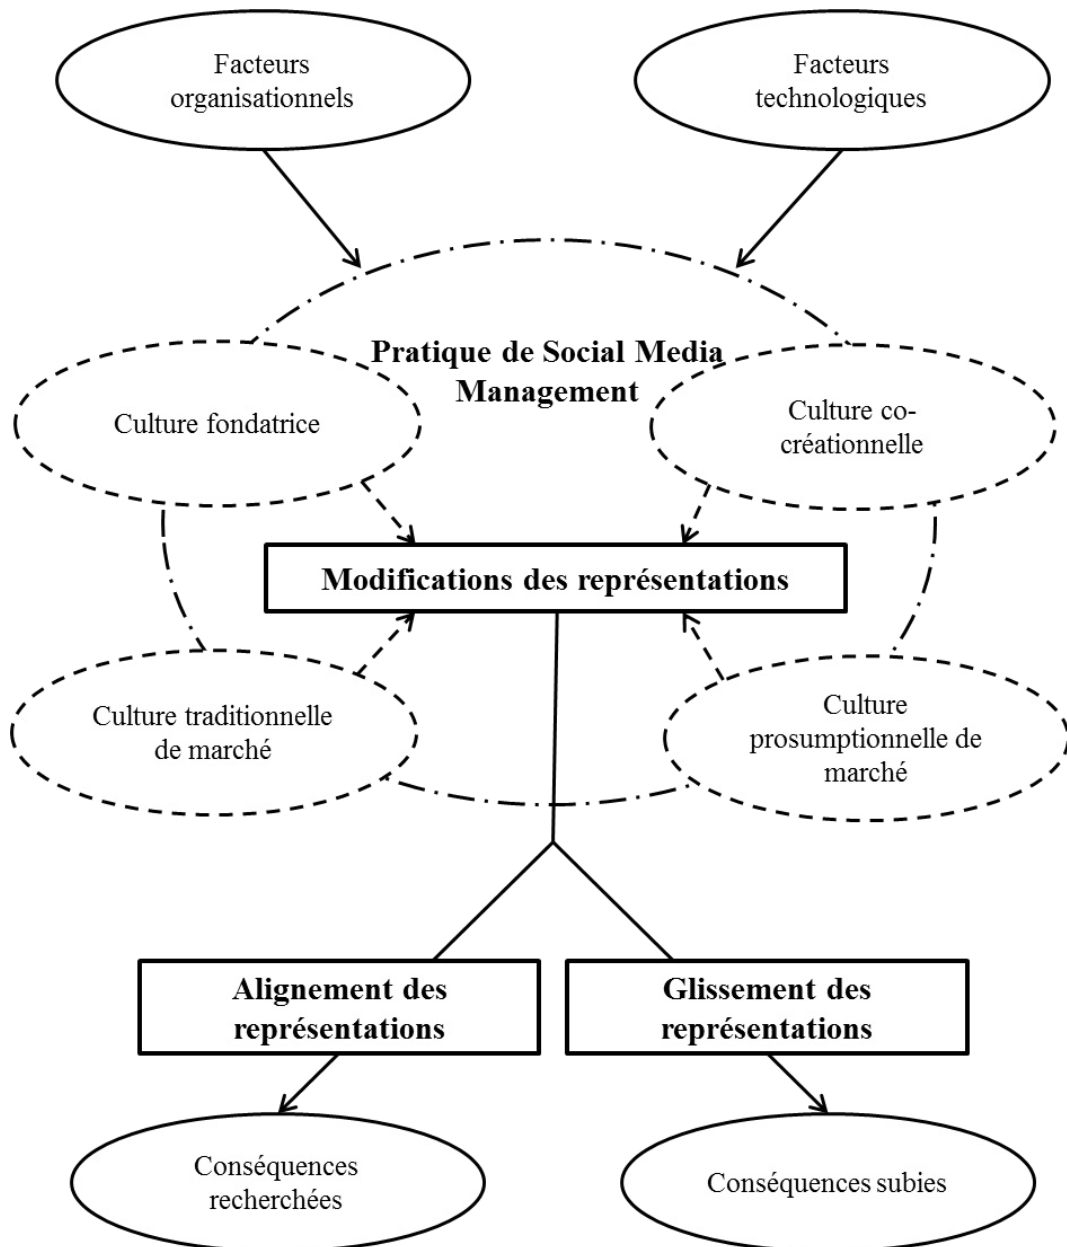 Facteurs
organisationnels
Facteurs
technologiques
Pratique de Social Media
Management
Culture fondatrice
Culture co-
créationnelle
Modifications des représentations
Culture traditionnelle
de marché
Culture
prosumptionnelle de
marché
Alignement des
représentations
Glissement des
représentations
Conséquences
recherchées
Conséquences subies